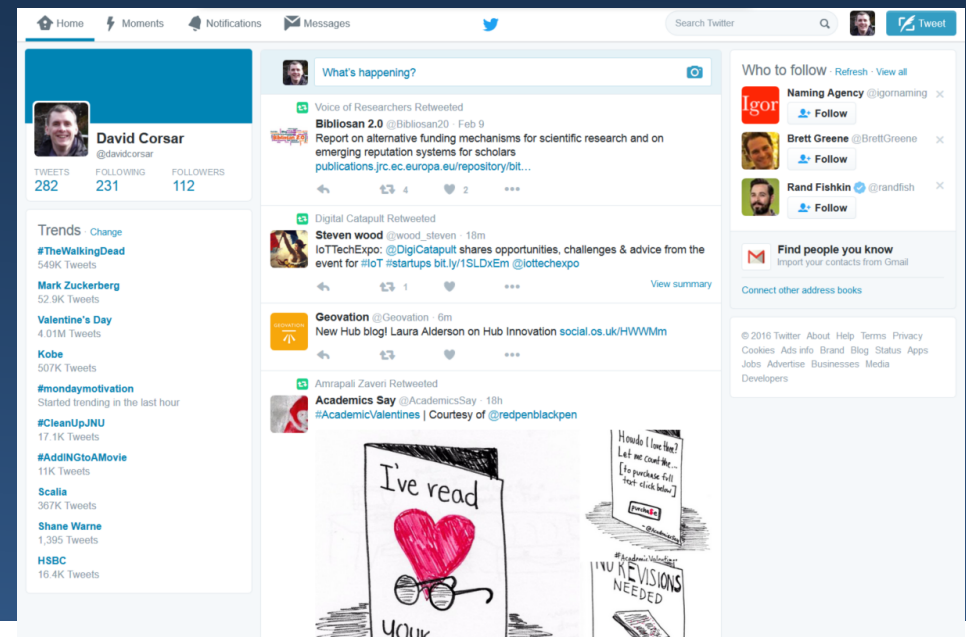 Home
Moments
Notifications
Messages
Search Twitter
Tweet
David Corsar
@davidcorsar
TWEETS FOLLOWING FOLLOWERS
282 231 112
Trends · Change
#TheWalkingDead
549K Tweets
Mark Zuckerberg
52.9K Tweets
Valentine's Day
4.01M Tweets
Kobe
507K Tweets
#mondaymotivation
Started trending in the last hour
#CleanUpJNU
17.1K Tweets
#AddINGtoAMovie
11K Tweets
Scalia
367K Tweets
Shane Warne
1,395 Tweets
HSBC
16.4K Tweets
What's happening?
Voice of Researchers Retweeted
Bibliosan 2.0 @Bibliosan20 · Feb 9
Report on alternative funding mechanisms for scientific research and on
emerging reputation systems for scholars
publications.jrc.ec.europa.eu/repository/bit…
4 2
Digital Catapult Retweeted
Steven wood @wood_steven · 18m
IoTTechExpo: @DigiCatapult shares opportunities, challenges & advice from the
event for #IoT #startups bit.ly/1SLDxEm @iottechexpo
1
View summary
GEOVATION
Geovation @Geovation · 6m
New Hub blog! Laura Alderson on Hub Innovation social.os.uk/HWWMm
Amrapali Zaveri Retweeted
Academics Say @AcademicsSay · 18h
#AcademicValentines | Courtesy of @redpenblackpen
I've read
your
How do I love thee?
Let me count the...
[to purchase full
text click below]
purchase
~@AcademicsSay
#AcademicValentines
NO REVISIONS
NEEDED
Who to follow · Refresh · View all
Igor
Naming Agency @igornaming
Follow
Brett Greene @BrettGreene
Follow
Rand Fishkin @randfish
Follow
Find people you know
Import your contacts from Gmail
Connect other address books
© 2016 Twitter About Help Terms Privacy
Cookies Ads info Brand Blog Status Apps
Jobs Advertise Businesses Media
Developers